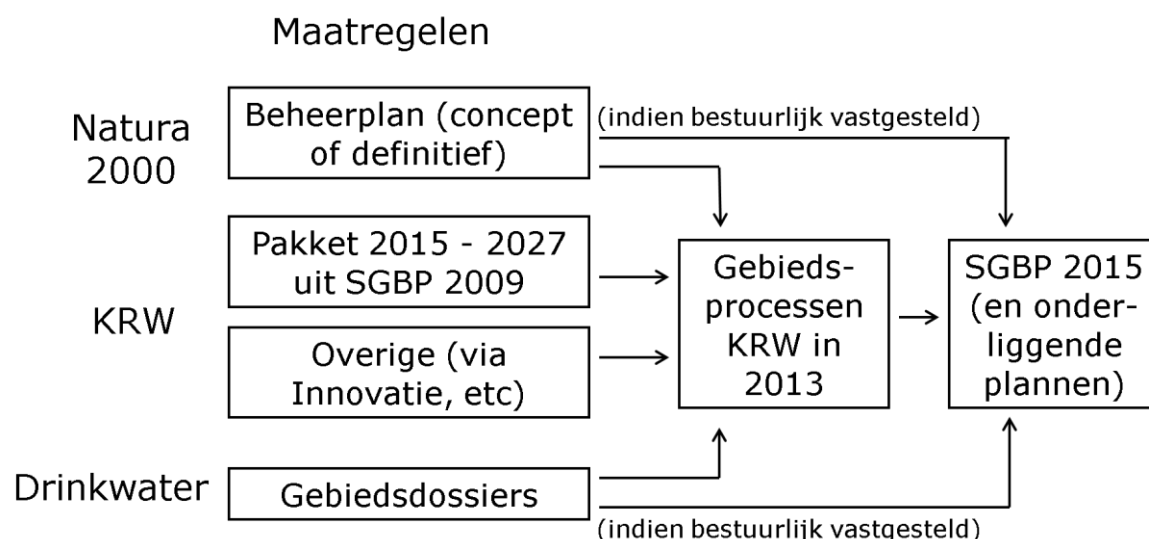 Maatregelen
Natura
2000
Beheerplan (concept
of definitief)
(indien bestuurlijk vastgesteld)
KRW
Pakket 2015 - 2027
uit SGBP 2009
Overige (via
Innovatie, etc)
Gebieds-
processen
KRW in
2013
SGBP 2015
(en onder-
liggende
plannen)
Drinkwater
Gebiedsdossiers
(indien bestuurlijk vastgesteld)